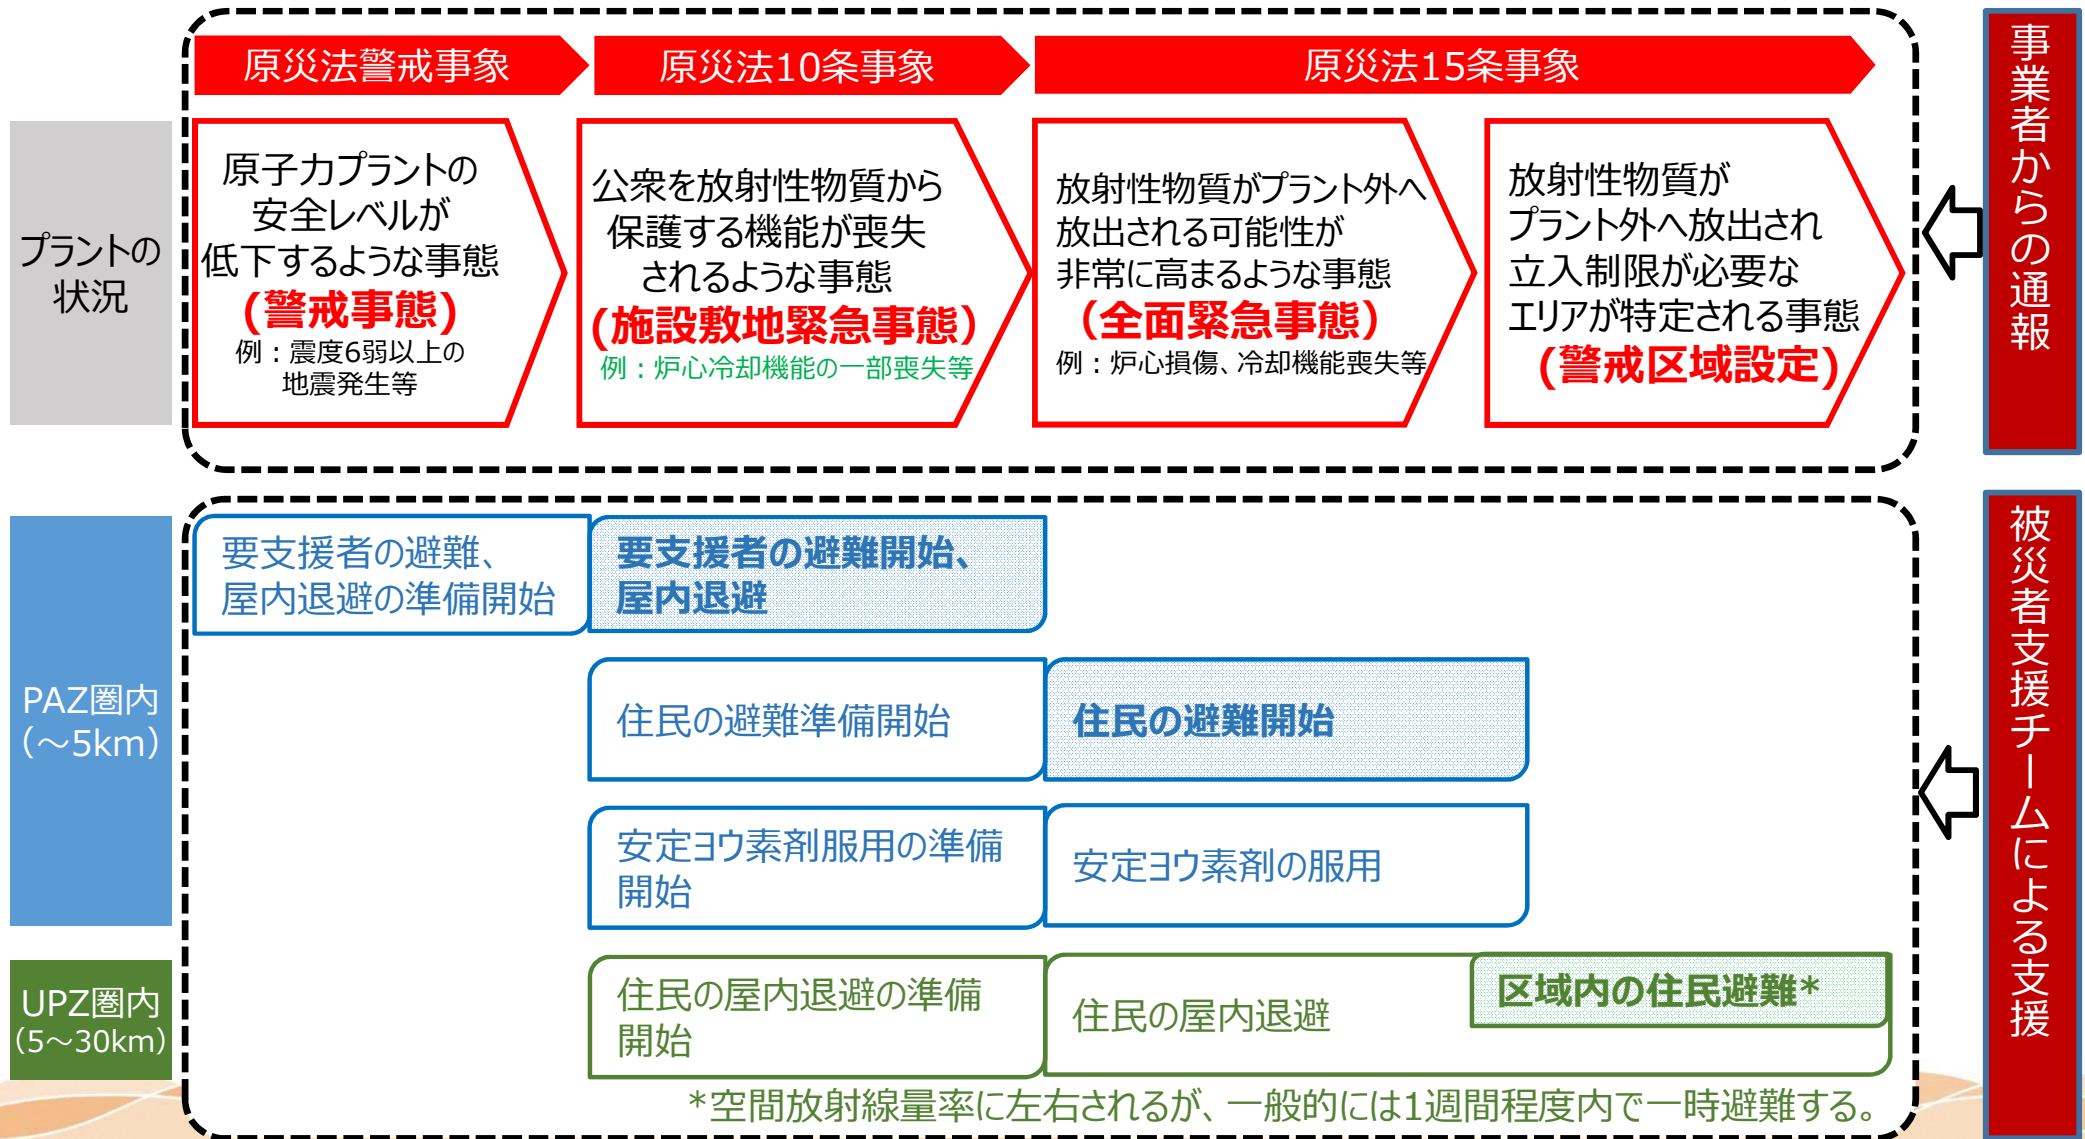 原災法警戒事象
原災法10条事象
原災法15条事象
事業者からの通報
プラントの
状況
原子力プラントの
安全レベルが
低下するような事態
(警戒事態)
例：震度6弱以上の
地震発生等
公衆を放射性物質から
保護する機能が喪失
されるような事態
(施設敷地緊急事態）
例：炉心冷却機能の一部喪失等
放射性物質がプラント外へ
放出される可能性が
非常に高まるような事態
（全面緊急事態）
例：炉心損傷、冷却機能喪失等
放射性物質が
プラント外へ放出され
立入制限が必要な
エリアが特定される事態
(警戒区域設定)
被災者支援チームによる支援
PAZ圏内
（～5km）
要支援者の避難、
屋内退避の準備開始
要支援者の避難開始、
屋内退避
住民の避難準備開始
住民の避難開始
安定ヨウ素剤服用の準備
開始
安定ヨウ素剤の服用
UPZ圏内
（5～30km）
住民の屋内退避の準備
開始
住民の屋内退避
区域内の住民避難*
*空間放射線量率に左右されるが、一般的には1週間程度内で一時避難する。